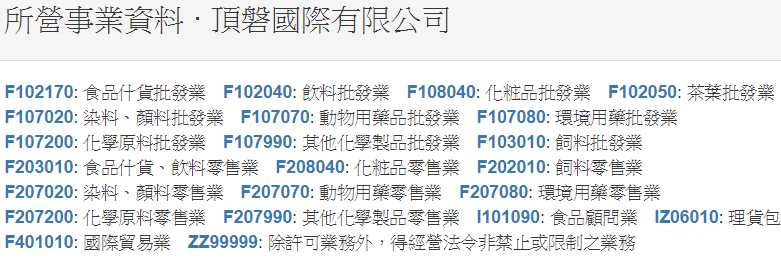 所營事業資料．頂磐國際有限公司
F102170: 食品什貨批發業 F102040: 飲料批發業 F108040: 化粧品批發業 F102050: 茶葉批發業
F107020: 染料、顏料批發業 F107070: 動物用藥品批發業 F107080: 環境用藥批發業
F107200: 化學原料批發業 F107990: 其他化學製品批發業 F103010: 飼料批發業
F203010: 食品什貨、飲料零售業 F208040: 化粧品零售業 F202010: 飼料零售業
F207020: 染料、顏料零售業 F207070: 動物用藥零售業 F207080: 環境用藥零售業
F207200: 化學原料零售業 F207990: 其他化學製品零售業 I101090: 食品顧問業 IZ06010: 理貨包
F401010: 國際貿易業 ZZ99999: 除許可業務外，得經營法令非禁止或限制之業務